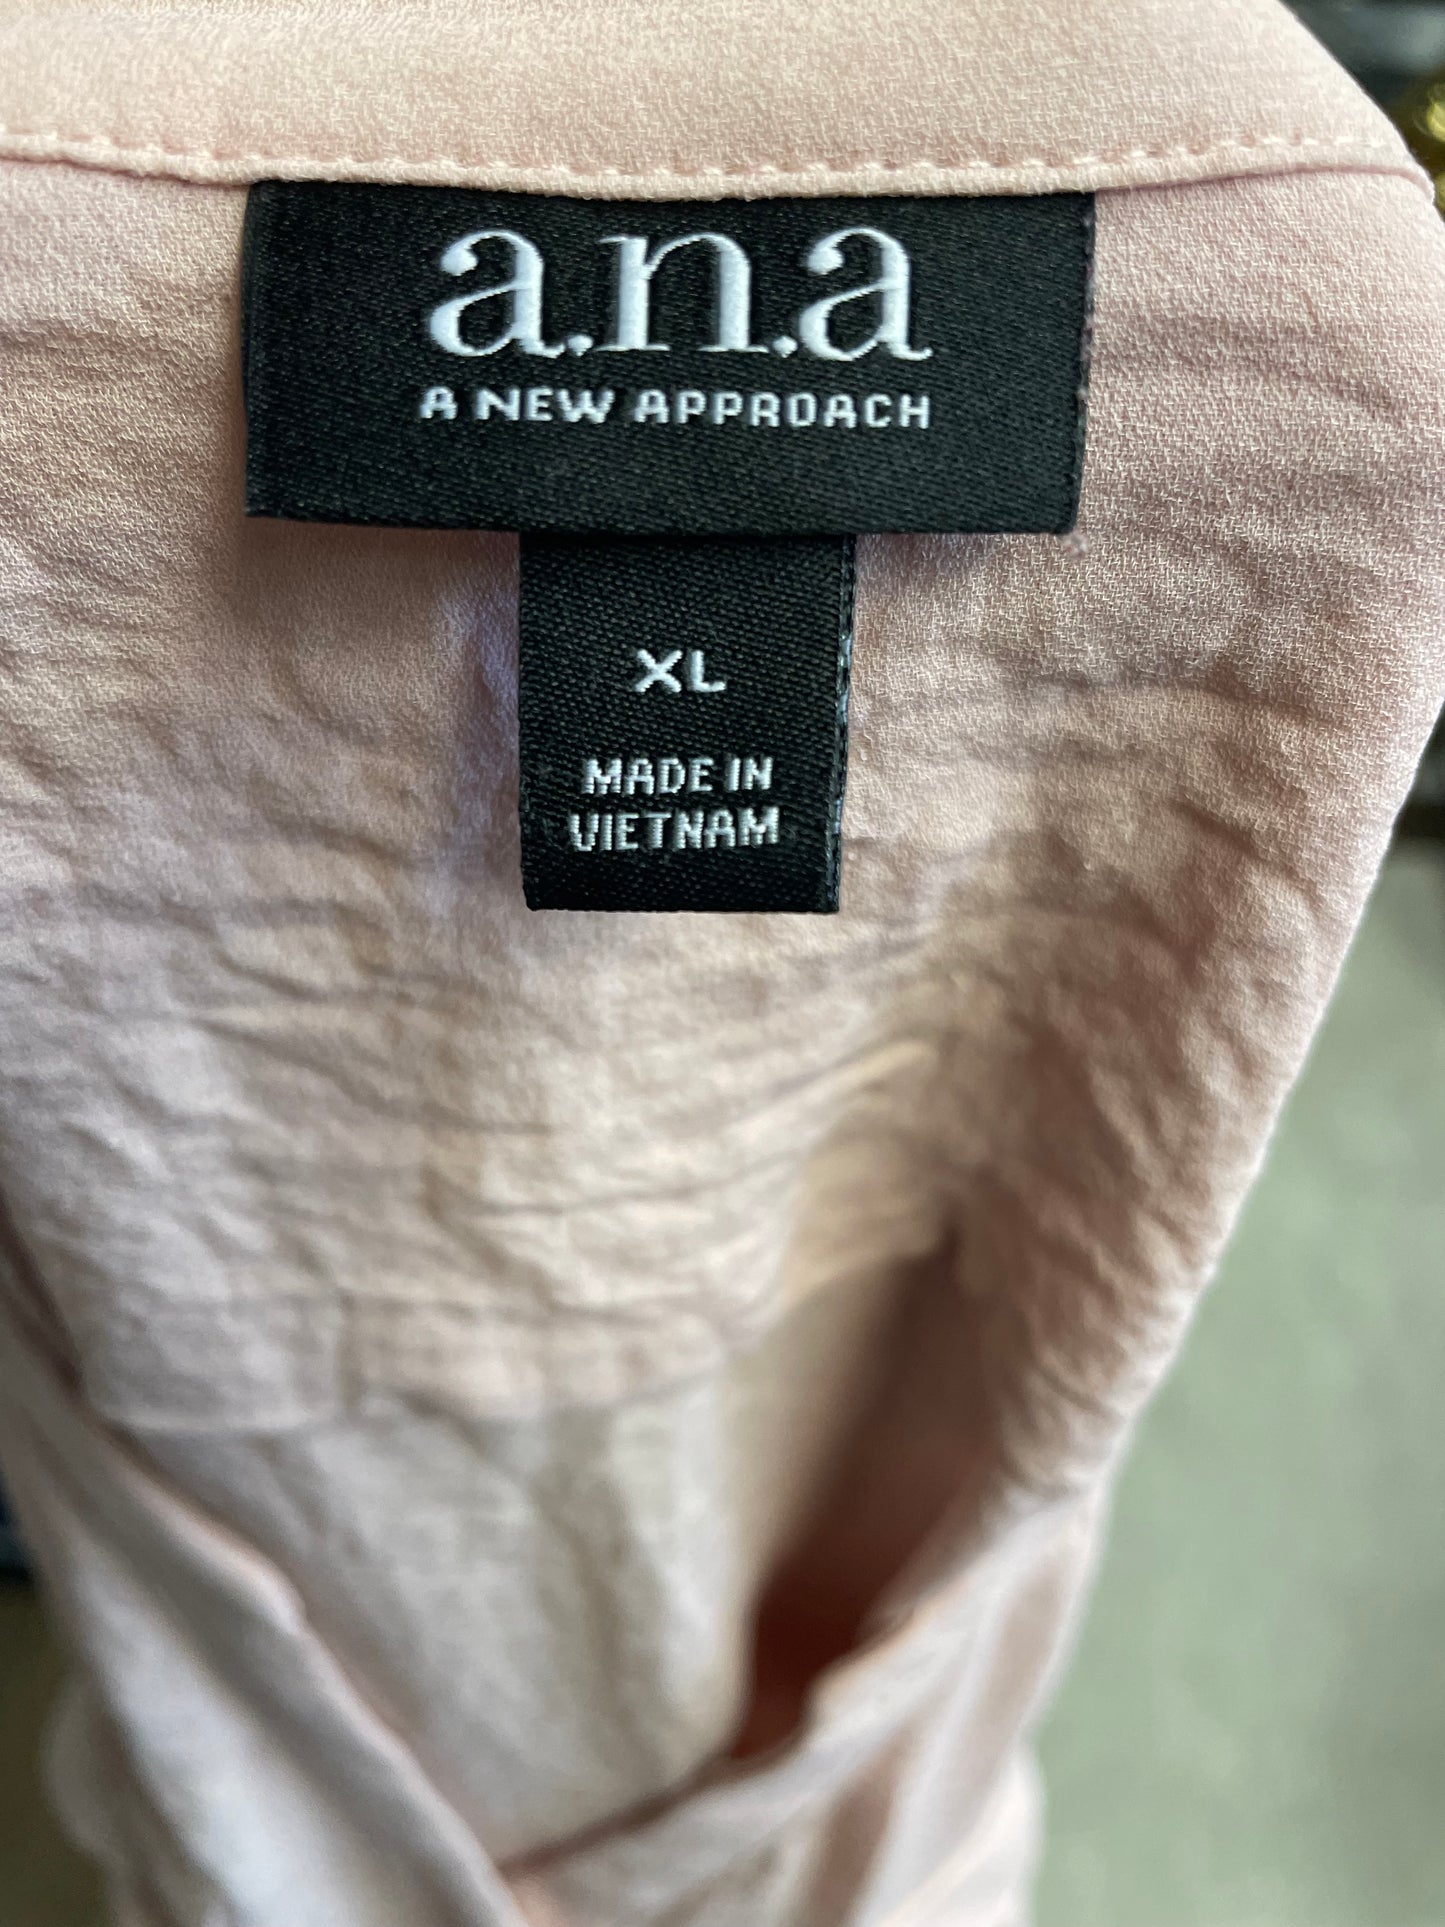 a.n.a
A NEW APPROACH
XL
MADE IN
VIETNAM